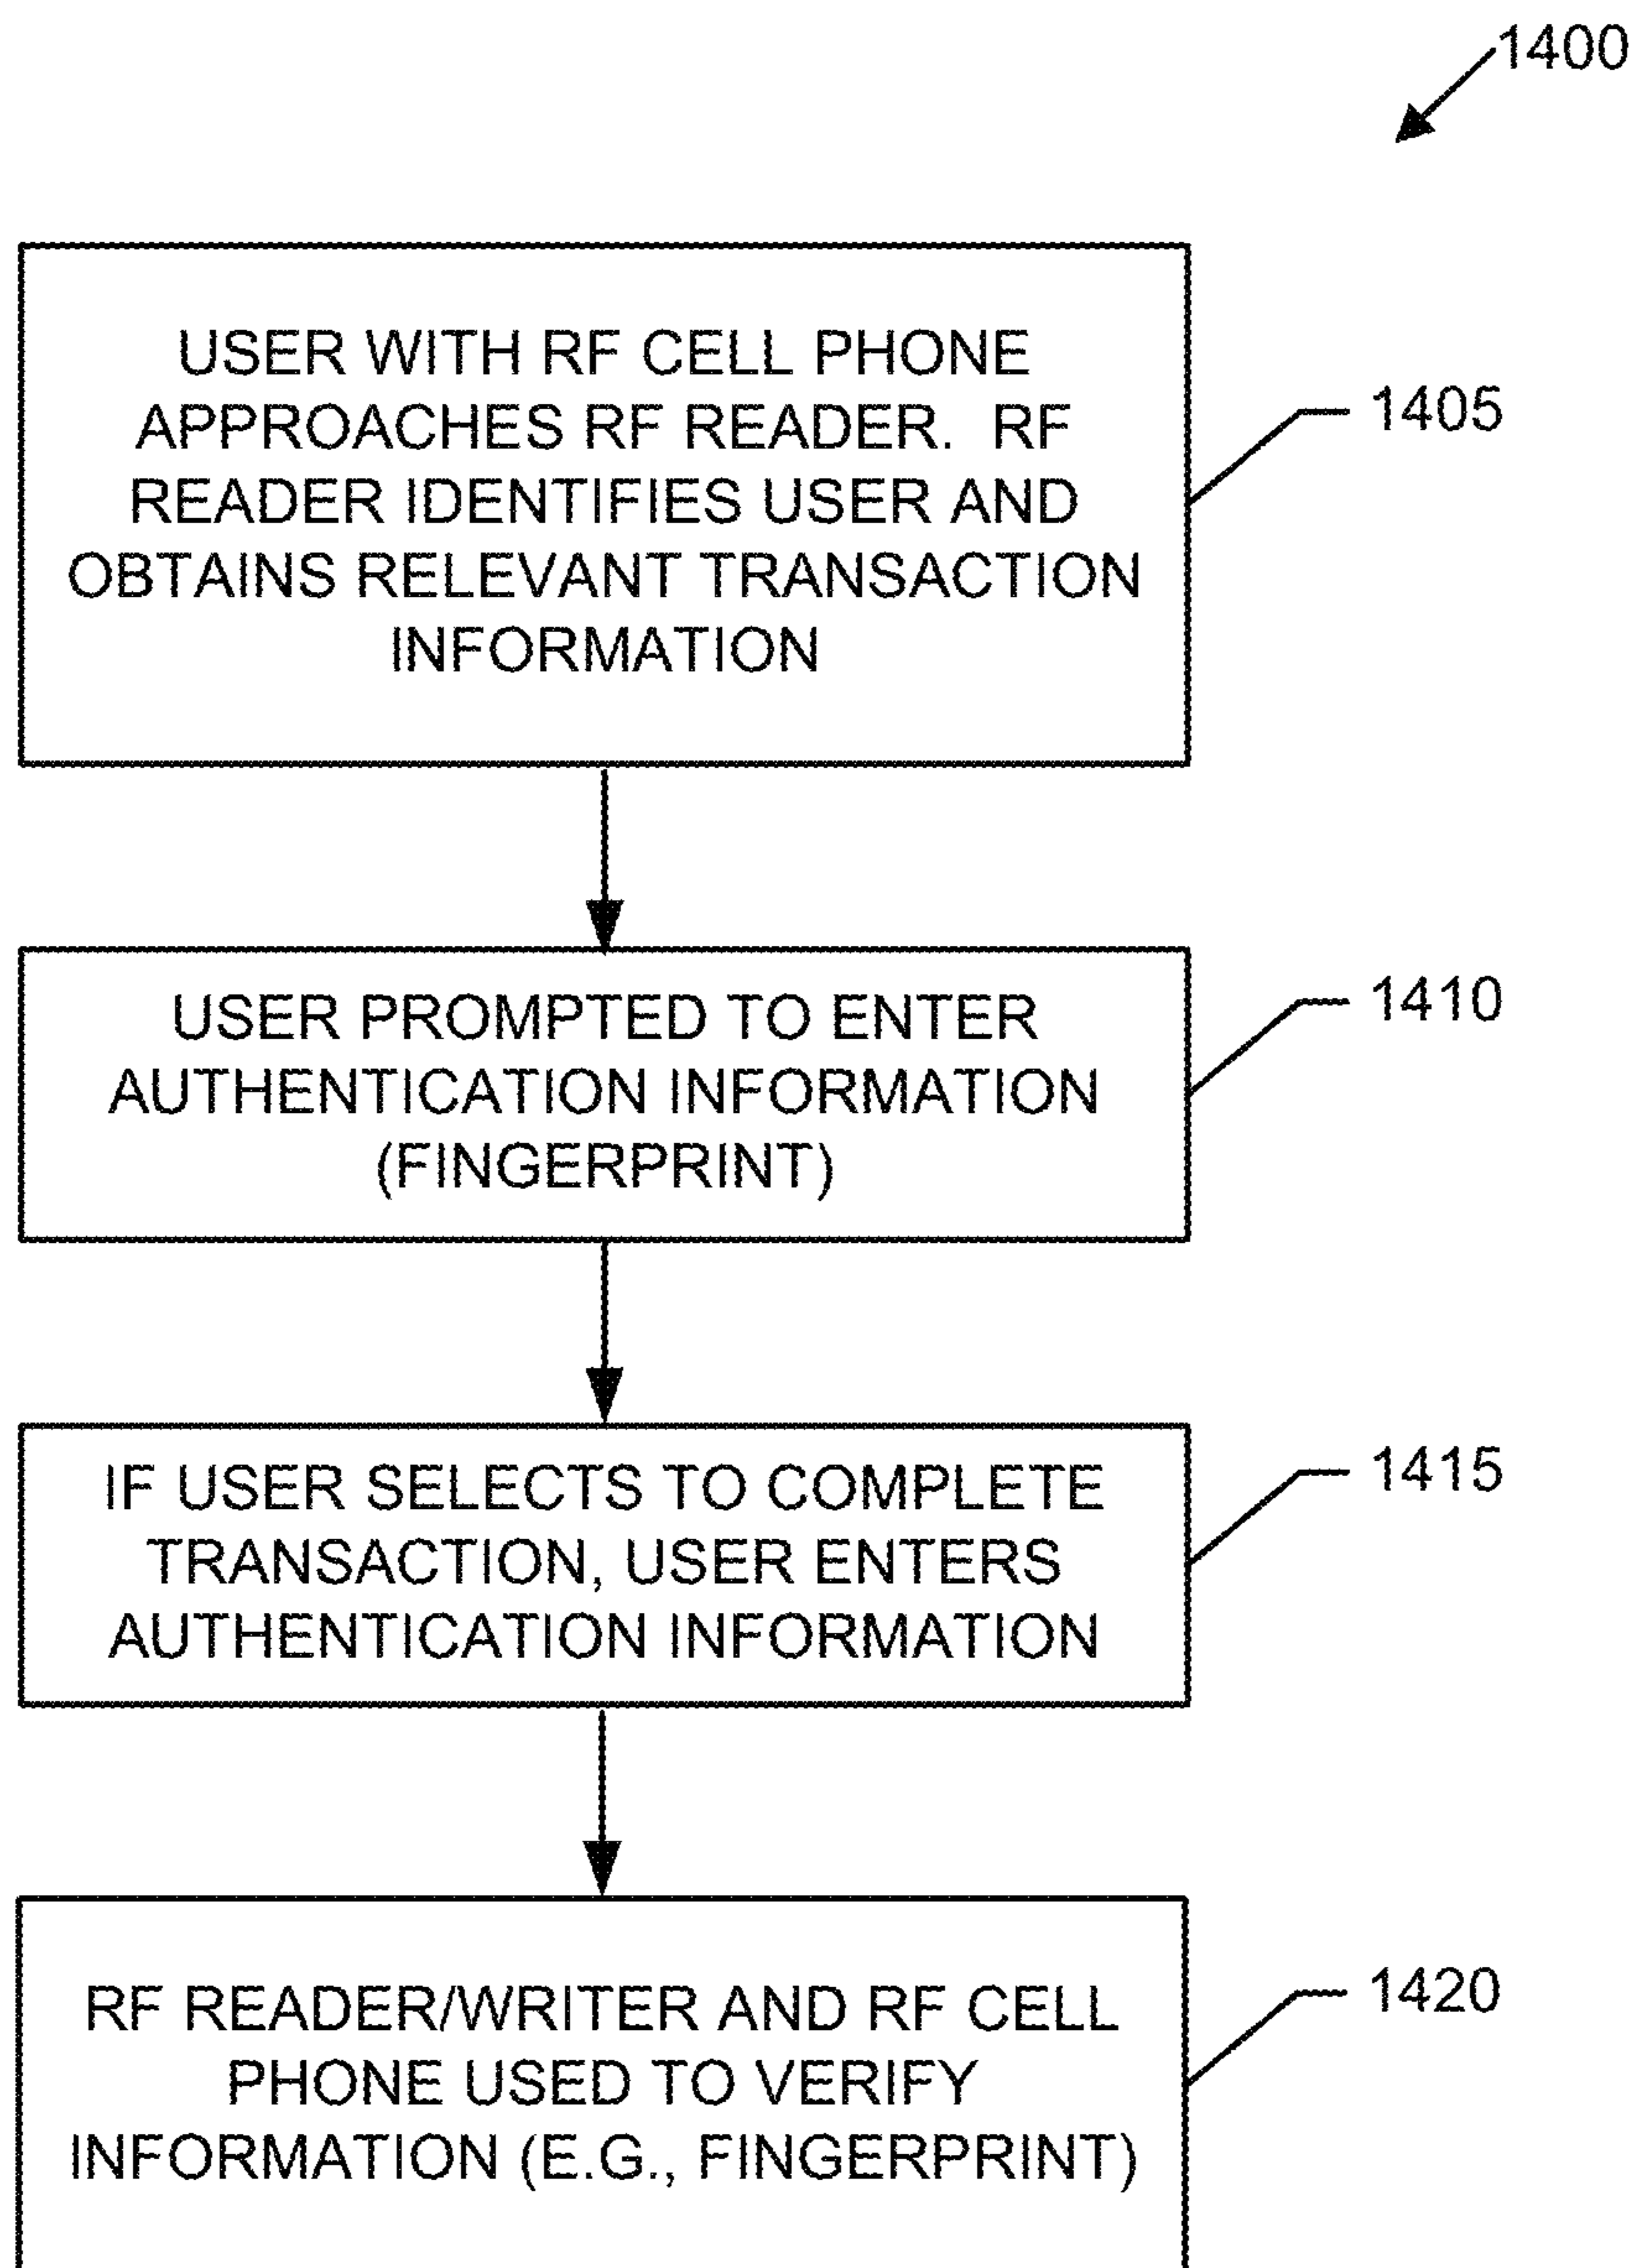 1400
USER WITH RF CELL PHONE
APPROACHES RF READER. RF
READER IDENTIFIES USER AND
OBTAINS RELEVANT TRANSACTION
INFORMATION
1405
USER PROMPTED TO ENTER
AUTHENTICATION INFORMATION
(FINGERPRINT)
1410
IF USER SELECTS TO COMPLETE
TRANSACTION, USER ENTERS
AUTHENTICATION INFORMATION
1415
RF READER/WRITER AND RF CELL
PHONE USED TO VERIFY
INFORMATION (E.G., FINGERPRINT)
1420